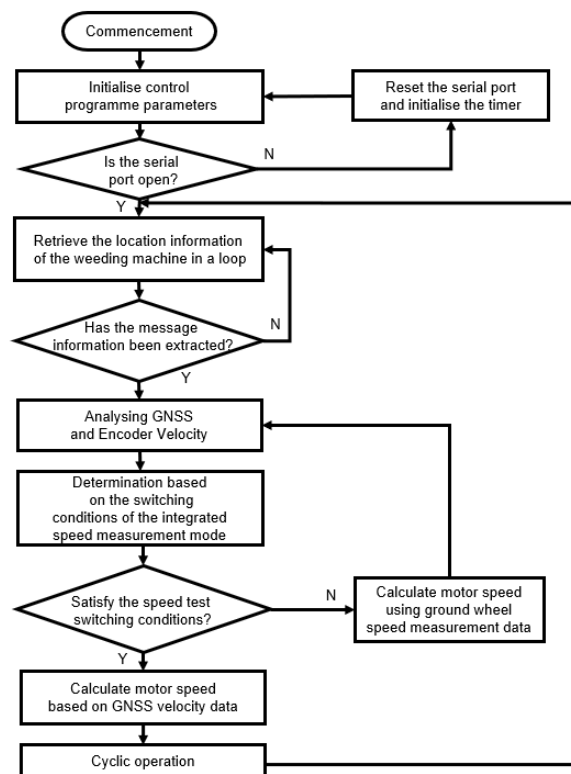 Commencement
Initialise control
programme parameters
Reset the serial port
and initialise the timer
Is the serial
port open?
N
Y
Retrieve the location information
of the weeding machine in a loop
Has the message
information been extracted?
N
Y
Analysing GNSS
and Encoder Velocity
Determination based
on the switching
conditions of the integrated
speed measurement mode
Satisfy the speed test
switching conditions?
N
Calculate motor speed
using ground wheel
speed measurement data
Y
Calculate motor speed
based on GNSS velocity data
Cyclic operation